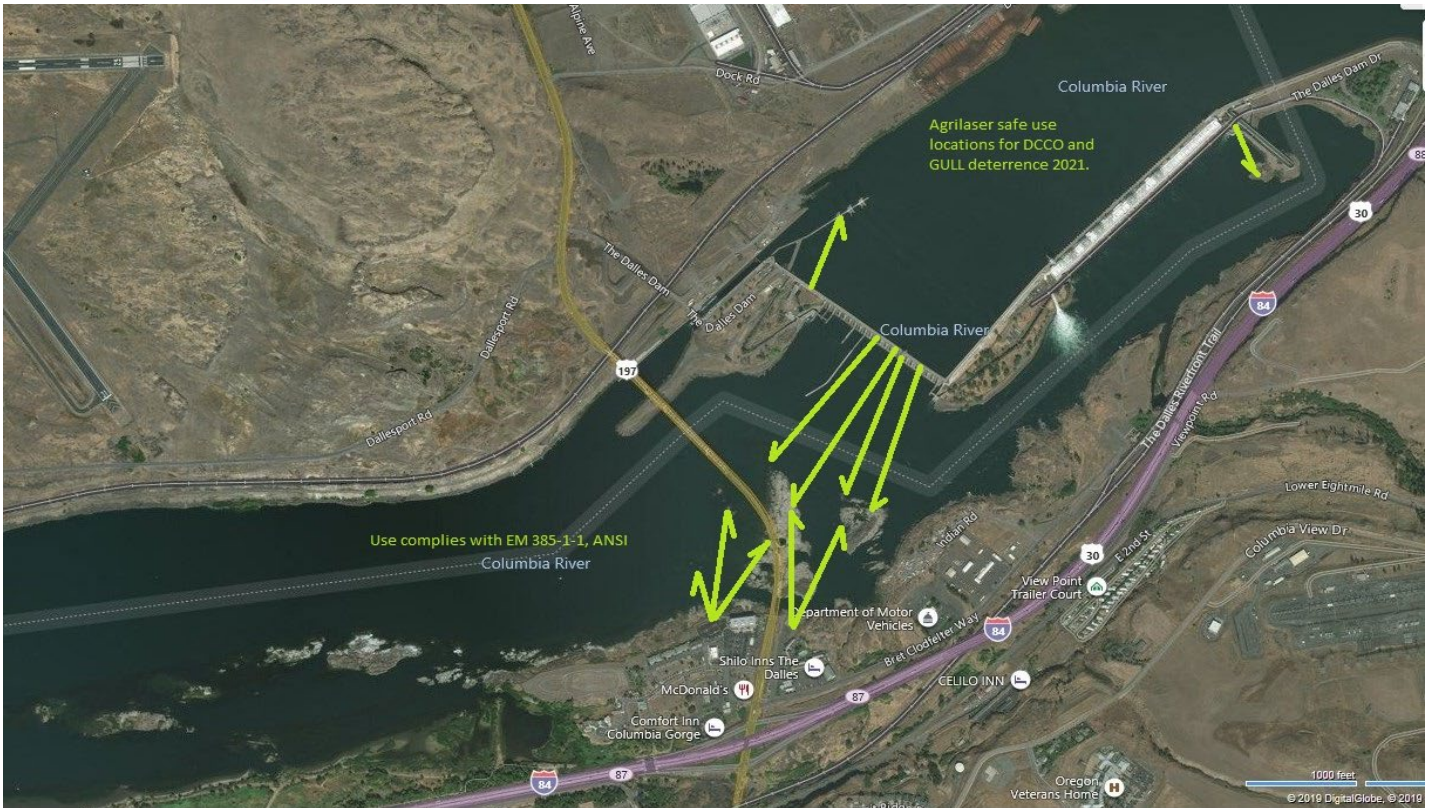 Alpine Ave
Dock Rd
Columbia River
The Dalles Dam Dr
Agrilaser safe use
locations for DCCO and
GULL deterrence 2021.
88
30
The Dalles Dam
The Dalles Dam
84
Dallesport Rd
Columbia River
197
The Dalles Riverfront Trail
Viewpoint Rd
Dallesport Rd
Lower Eightmile Rd
Indian Rd
Columbia View Dr
Use complies with EM 385-1-1, ANSI
Columbia River
30
E 2nd St
View Point
Trailer Court
Department of Motor
Vehicles
Bret Clodfelter Way
84
Shilo Inns The
Dalles
CELILO INN
McDonald's
87
Comfort Inn
Columbia Gorge
87
84
Oregon
Veterans Home
H
1000 feet
© 2019 DigitalGlobe, © 2019